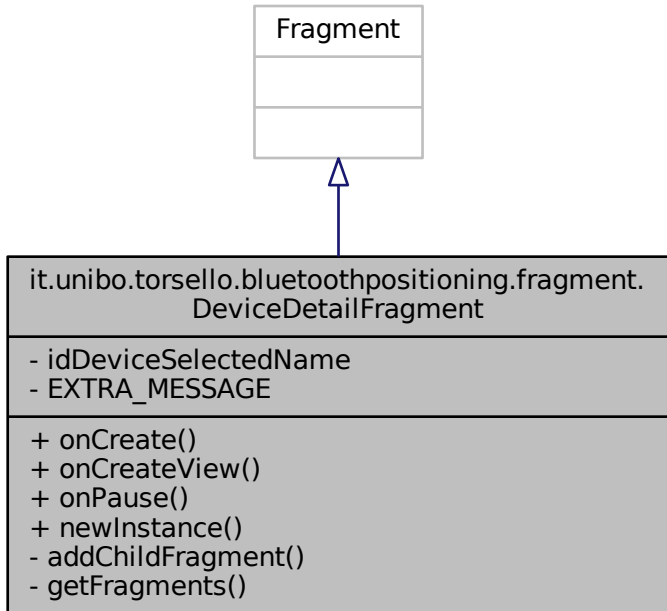 Fragment
it.unibo.torsello.bluetoothpositioning.fragment.
DeviceDetailFragment
- idDeviceSelectedName
- EXTRA_MESSAGE
+ onCreate()
+ onCreateView()
+ onPause()
+ newInstance()
- addChildFragment()
- getFragments()